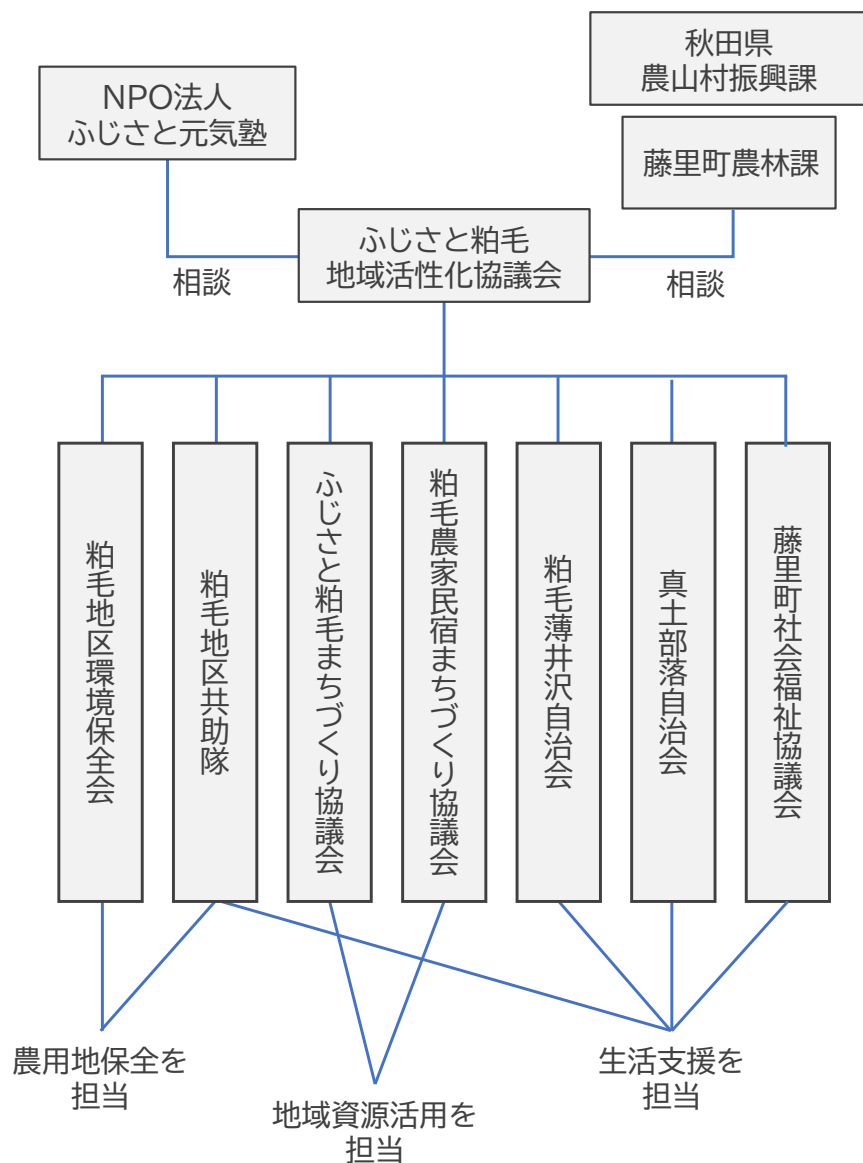 NPO法人
ふじさと元気塾
秋田県
農山村振興課
藤里町農林課
ふじさと粕毛
地域活性化協議会
相談
相談
粕毛地区環境保全会
粕毛地区共助隊
ふじさと粕毛まちづくり協議会
粕毛農家民宿まちづくり協議会
粕毛薄井沢自治会
真土部落自治会
藤里町社会福祉協議会
農用地保全を
担当
地域資源活用を
担当
生活支援を
担当